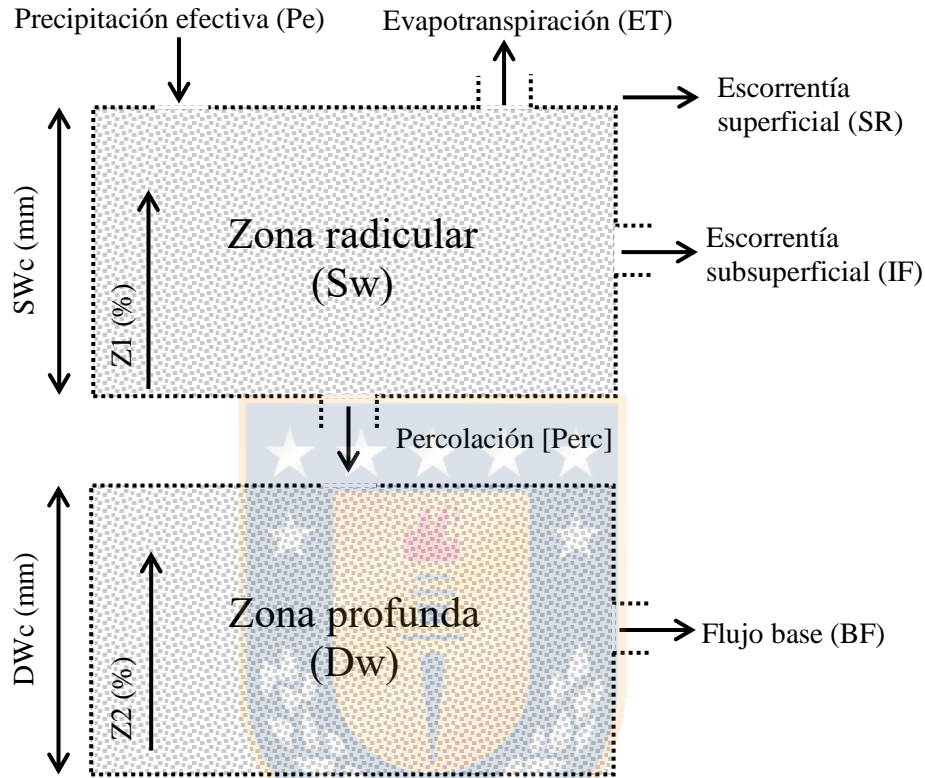 Precipitación efectiva (Pe)
Evapotranspiración (ET)
Escorrentía
superficial (SR)
SWc (mm)
Z1 (%)
Zona radicular
(Sw)
Escorrentía
subsuperficial (IF)
Percolación [Perc]
DWc (mm)
Z2 (%)
Zona profunda
(Dw)
Flujo base (BF)